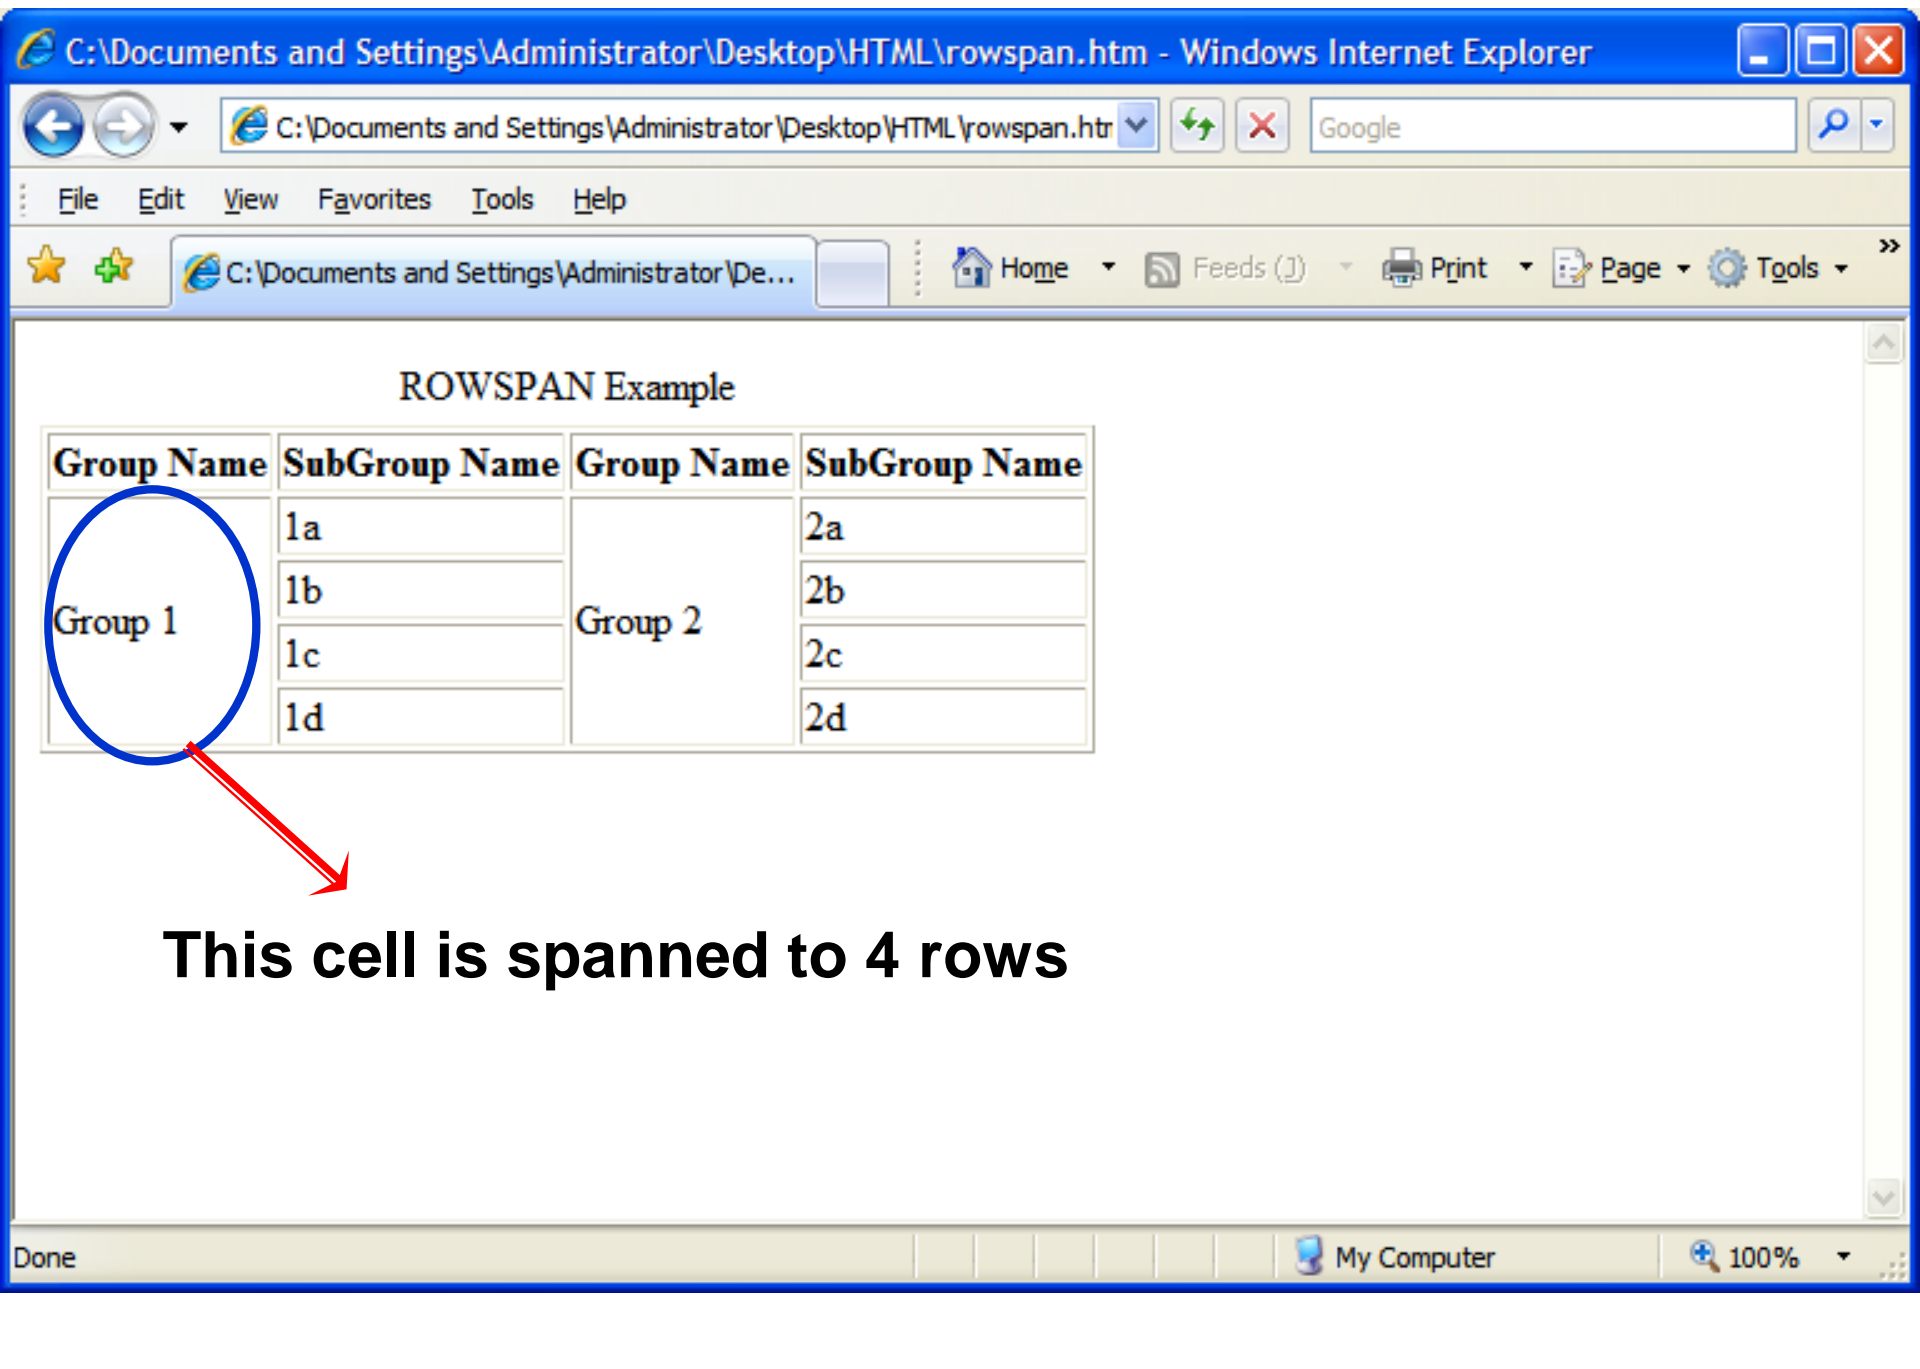 C:\Documents and Settings\Administrator\Desktop\HTML\rowspan.htm - Windows Internet Explorer
C:\Documents and Settings\Administrator\Desktop\HTML\rowspan.htr
Google
File Edit View Favorites Tools Help
C:\Documents and Settings\Administrator\De... Home Feeds (J) Print Page Tools »
ROWSPAN Example
Group Name SubGroup Name Group Name SubGroup Name
Group 1 1a Group 2 2a
1b 2b
1c 2c
1d 2d
This cell is spanned to 4 rows
Done My Computer 100%